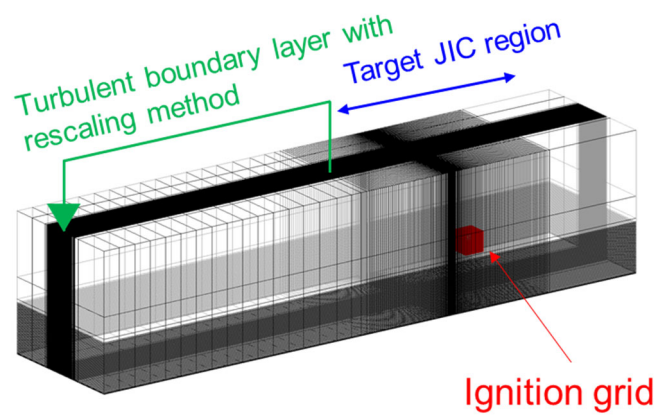 Turbulent boundary layer with
rescaling method
Target JIC region
Ignition grid